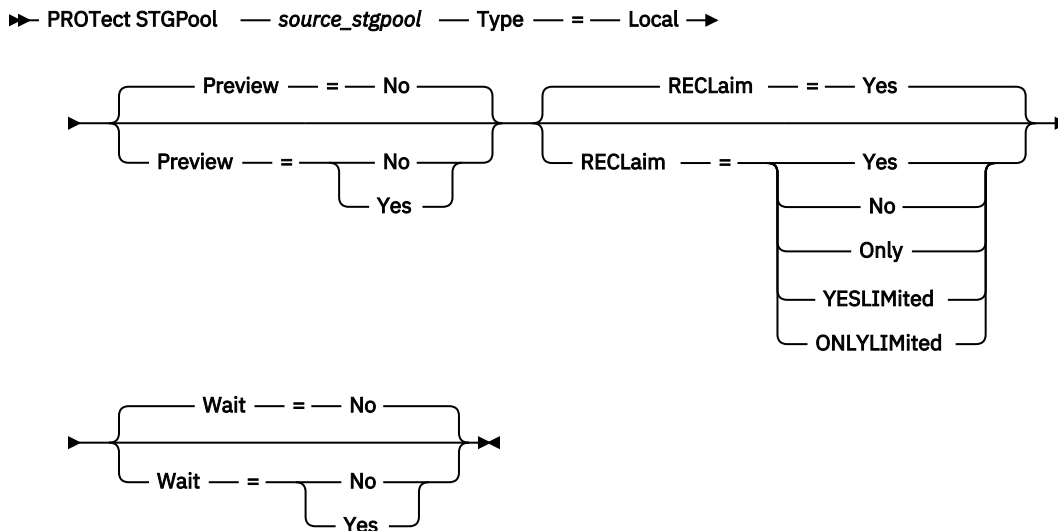 PROTect STGPool source_stgpool Type = Local
Preview = No RECLaim = Yes
Preview = No RECLaim = Yes
Yes No
Only
YESLIMited
ONLYLIMited
Wait = No
Wait = No
Yes